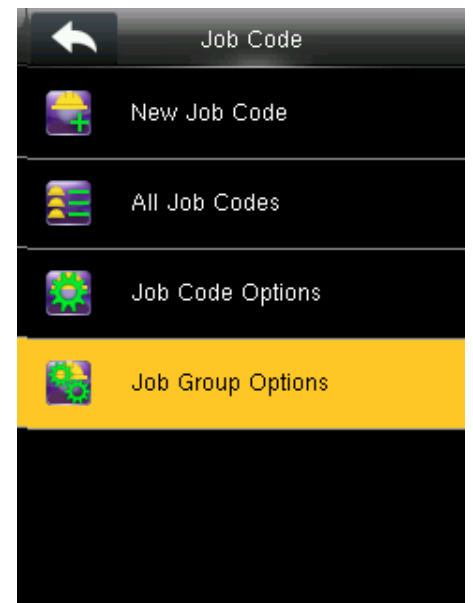 Job Code
New Job Code
All Job Codes
Job Code Options
Job Group Options